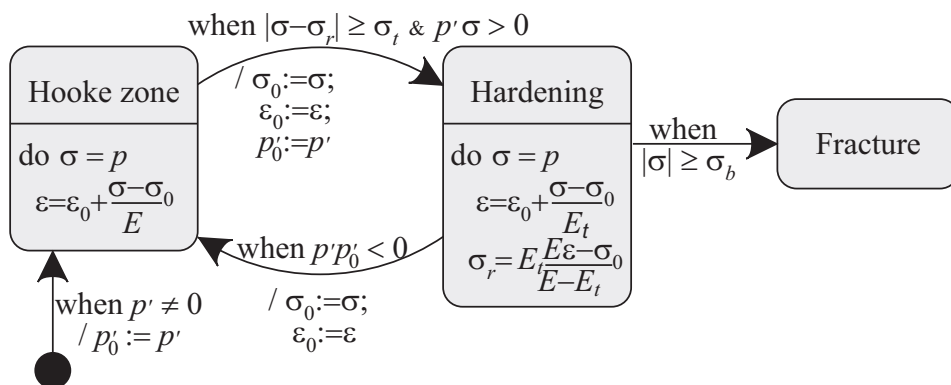 when |σ−σ_r| ≥ σ_t & p′σ > 0
/ σ_0:=σ;
ε_0:=ε;
p′_0:=p′
Hooke zone
do σ = p
ε=ε_0+(σ−σ_0)/E
Hardening
do σ = p
ε=ε_0+(σ−σ_0)/E_t
σ_r=E_t(Eε−σ_0)/(E−E_t)
when
|σ| ≥ σ_b
Fracture
when p′p′_0 < 0
/ σ_0:=σ;
ε_0:=ε
when p′ ≠ 0
/ p′_0 := p′